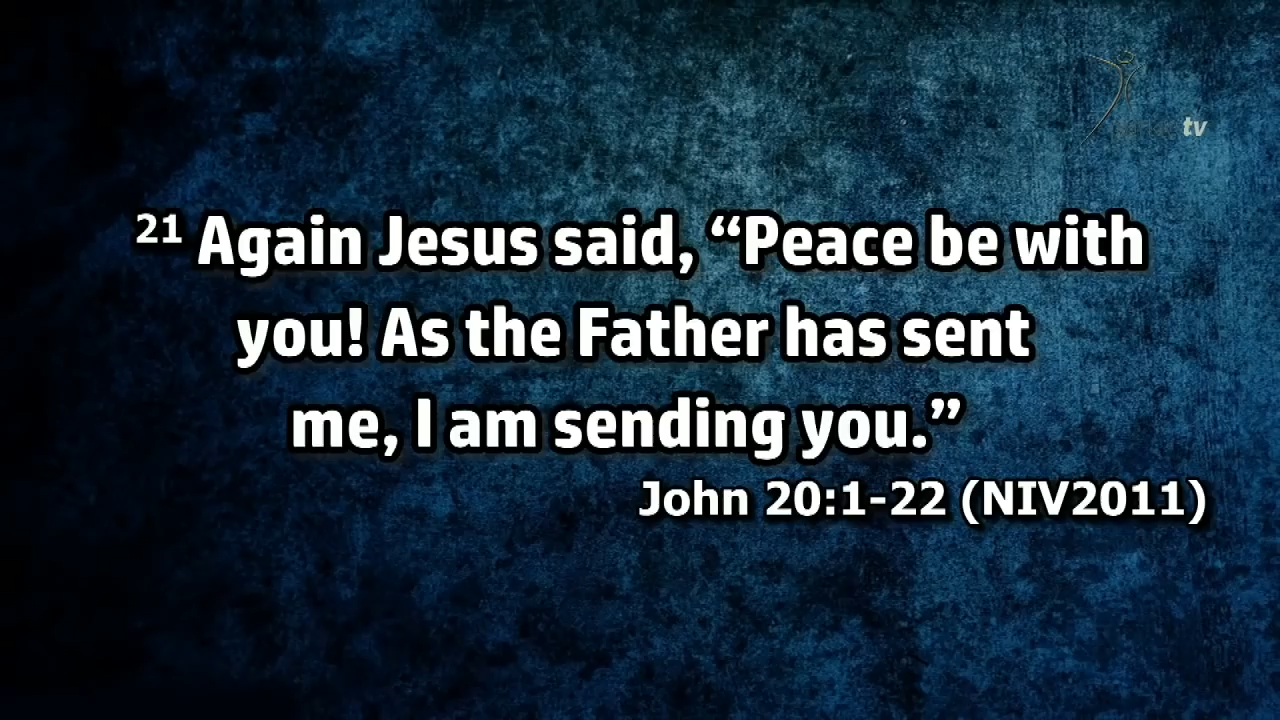 21 Again Jesus said, “Peace be with
you! As the Father has sent
me, I am sending you.”
John 20:1-22 (NIV2011)
tv